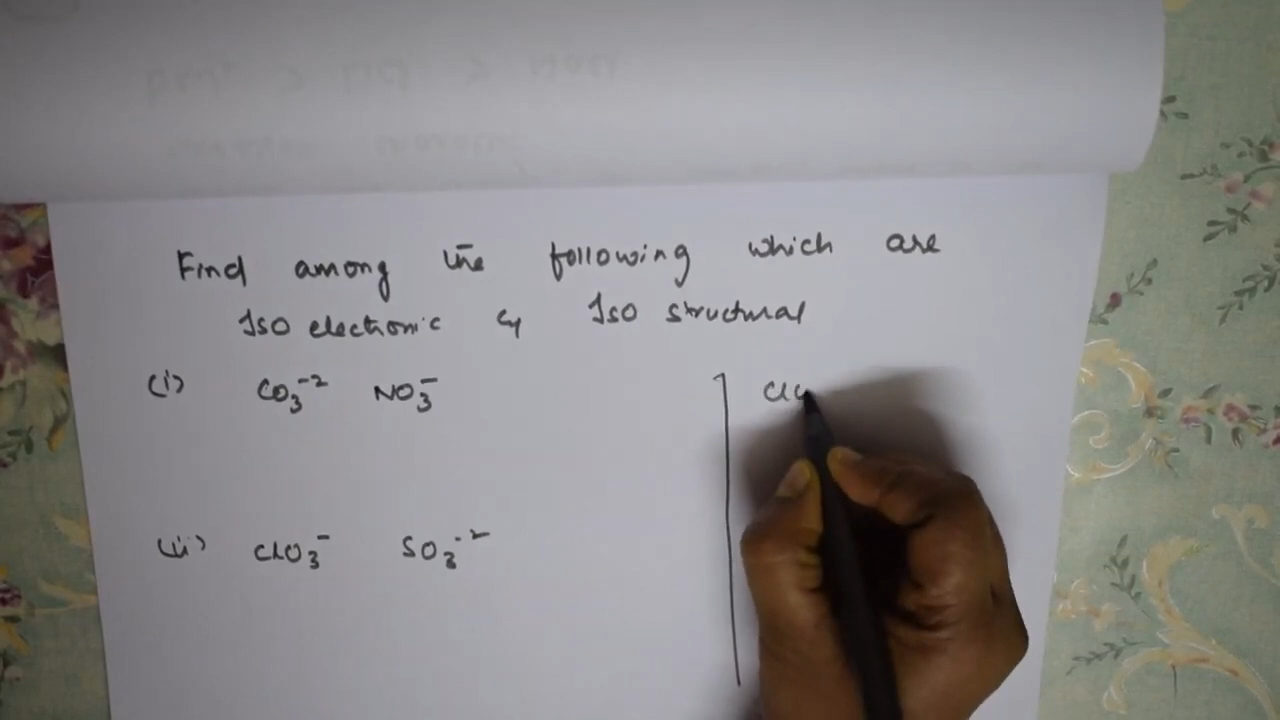 Find among the following which are
Iso electronic & Iso structural
(i) CO₃⁻² NO₃⁻
(ii) ClO₃⁻ SO₃⁻²